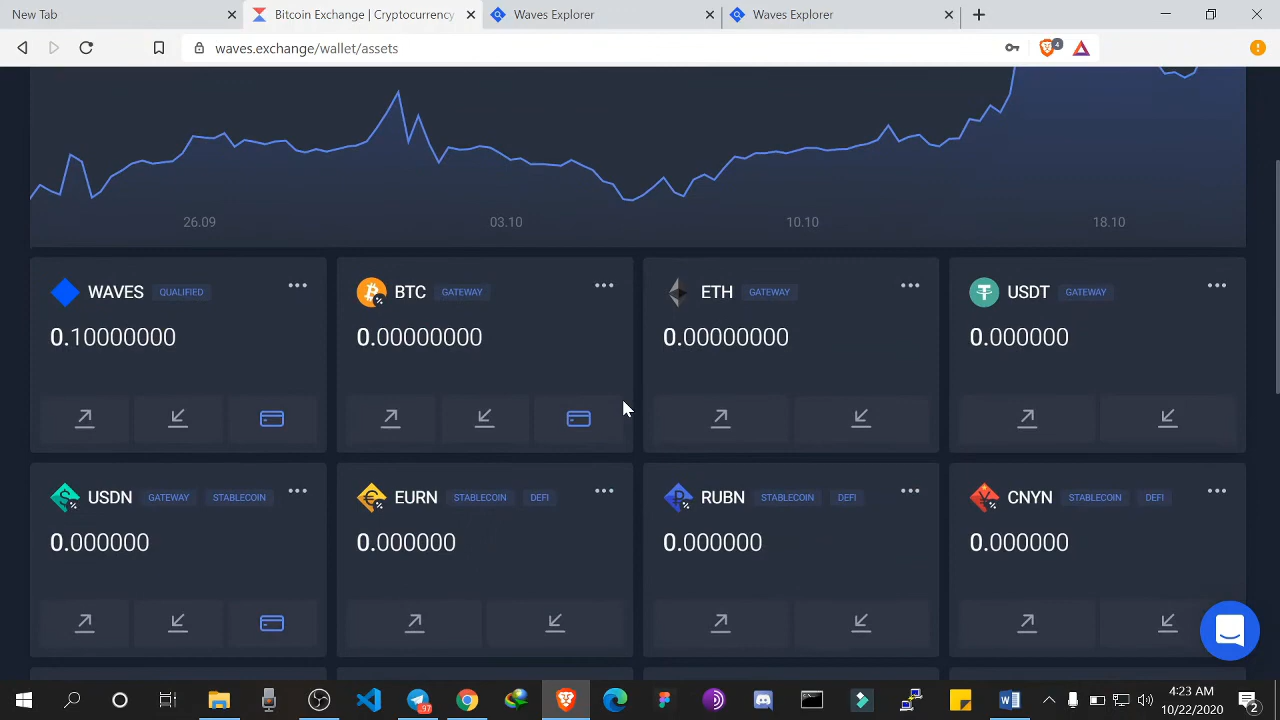 New Tab
Bitcoin Exchange | Cryptocurrency
Waves Explorer
Waves Explorer
waves.exchange/wallet/assets
4
26.09
03.10
10.10
18.10
WAVES QUALIFIED
BTC GATEWAY
ETH GATEWAY
USDT GATEWAY
0.10000000
0.00000000
0.00000000
0.000000
USDN GATEWAY STABLECOIN
EURN STABLECOIN DEFI
RUBN STABLECOIN DEFI
CNYN STABLECOIN DEFI
0.000000
0.000000
0.000000
0.000000
97
4:23 AM
10/22/2020
2